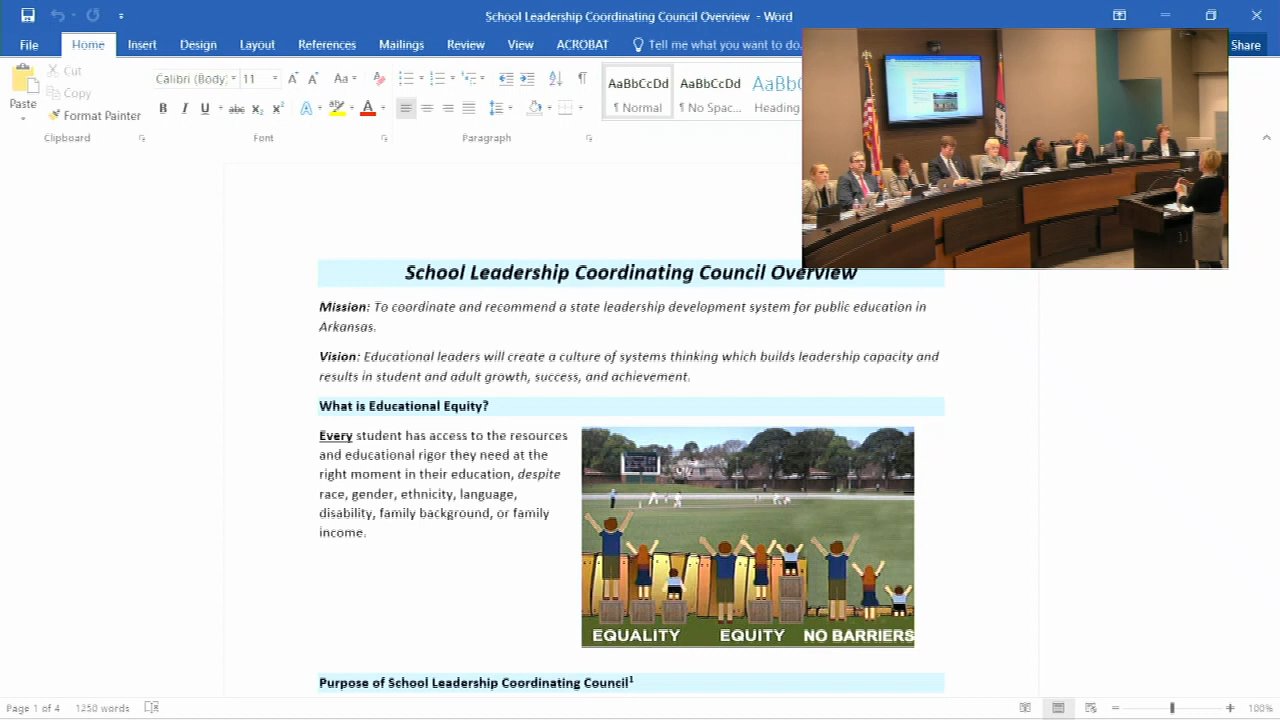 School Leadership Coordinating Council Overview - Word
File Home Insert Design Layout References Mailings Review View ACROBAT Tell me what you want to do. Share
Paste
Cut
Copy
Format Painter
Calibri (Body) 11
AaBbCcDd AaBbCcDd AaBbCc
¶ Normal ¶ No Spac... Heading
Clipboard Font Paragraph
School Leadership Coordinating Council Overview
Mission: To coordinate and recommend a state leadership development system for public education in
Arkansas.
Vision: Educational leaders will create a culture of systems thinking which builds leadership capacity and
results in student and adult growth, success, and achievement.
What is Educational Equity?
Every student has access to the resources
and educational rigor they need at the
right moment in their education, despite
race, gender, ethnicity, language,
disability, family background, or family
income.
EQUALITY EQUITY NO BARRIERS
Purpose of School Leadership Coordinating Council1
Page 1 of 4 1250 words 100%